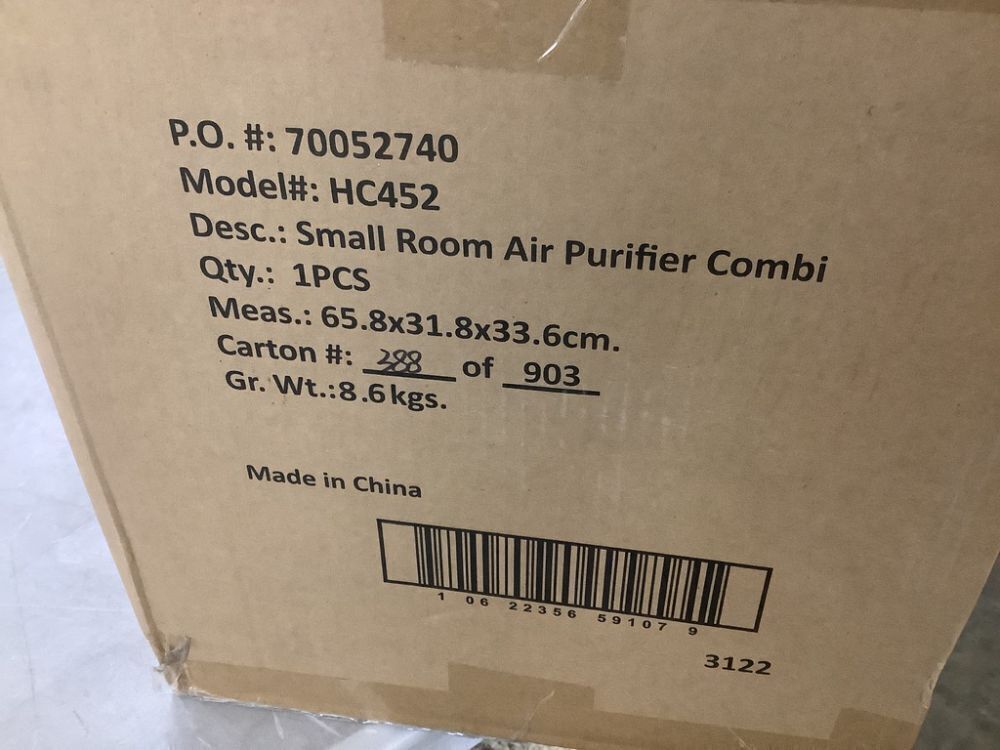 P.O. #: 70052740
Model#: HC452
Desc.: Small Room Air Purifier Combi
Qty.: 1PCS
Meas.: 65.8x31.8x33.6cm.
Carton #: 388 of 903
Gr. Wt.:8.6kgs.
Made in China
1 06 22356 59107 9
3122